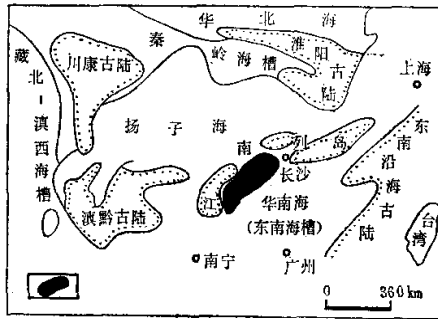 华北海
秦岭海槽
淮阳古陆
川康古陆
藏北-滇西海槽
上海
扬子海
江南列岛
长沙
东南沿海古陆
滇黔古陆
华南海
(东南海槽)
台湾
南宁
广州
0 360km